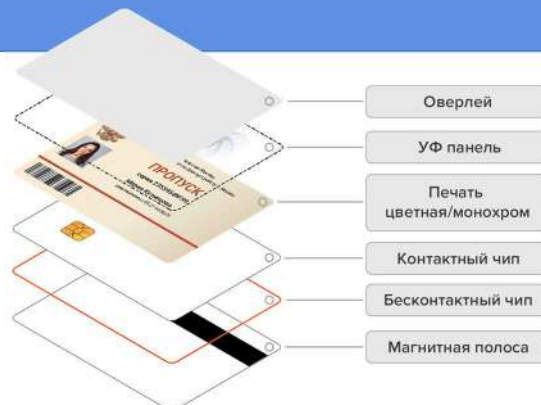 Оверлей
УФ панель
ПРОПУСК
Печать
цветная/монохром
Контактный чип
Бесконтактный чип
Магнитная полоса